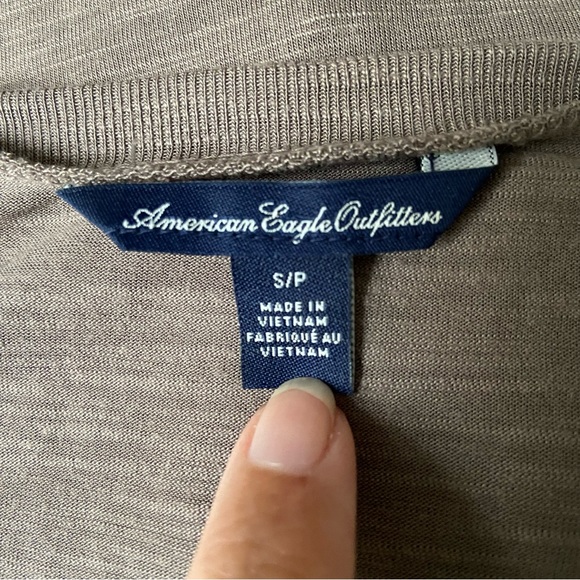 American Eagle Outfitters
S/P
MADE IN
VIETNAM
FABRIQUÉ AU
VIETNAM